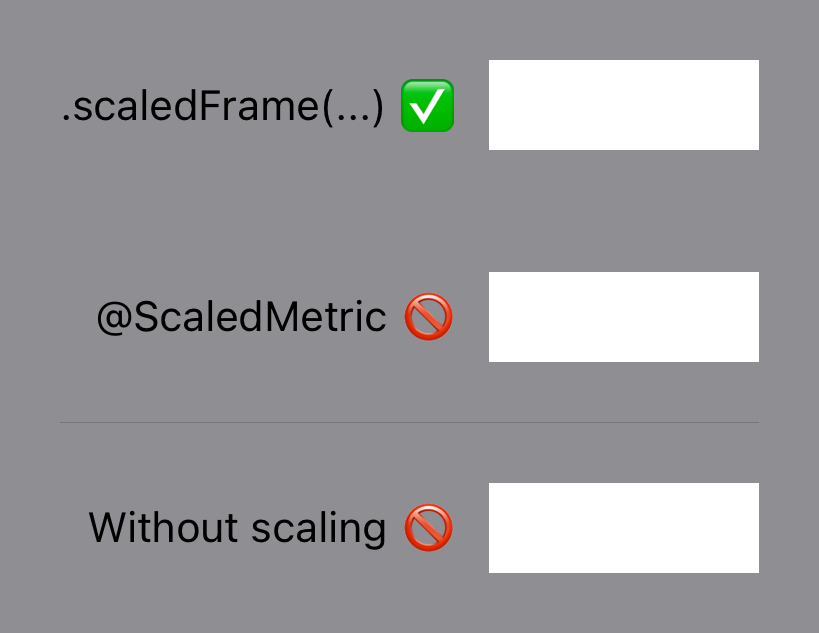 .scaledFrame(...) ✅
@ScaledMetric 🚫
Without scaling 🚫